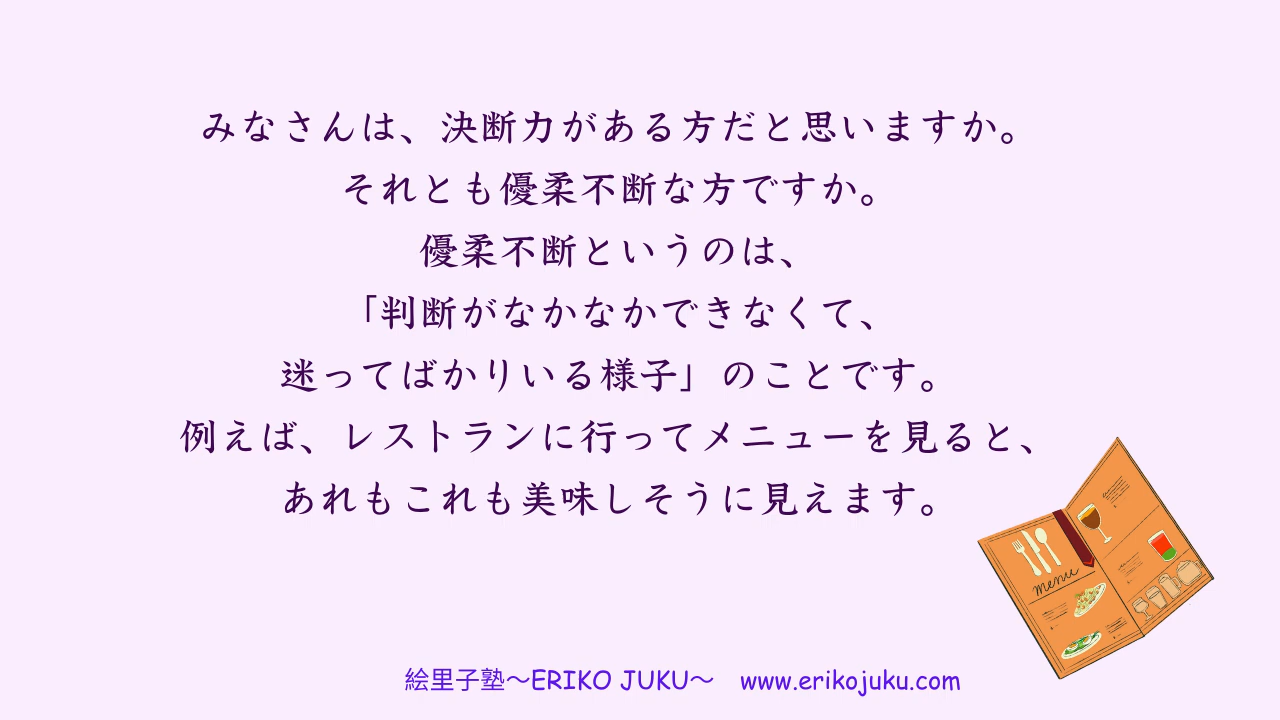 みなさんは、決断力がある方だと思いますか。
それとも優柔不断な方ですか。
優柔不断というのは、
「判断がなかなかできなくて、
迷ってばかりいる様子」のことです。
例えば、レストランに行ってメニューを見ると、
あれもこれも美味しそうに見えます。
menu
絵里子塾〜ERIKO JUKU〜 www.erikojuku.com